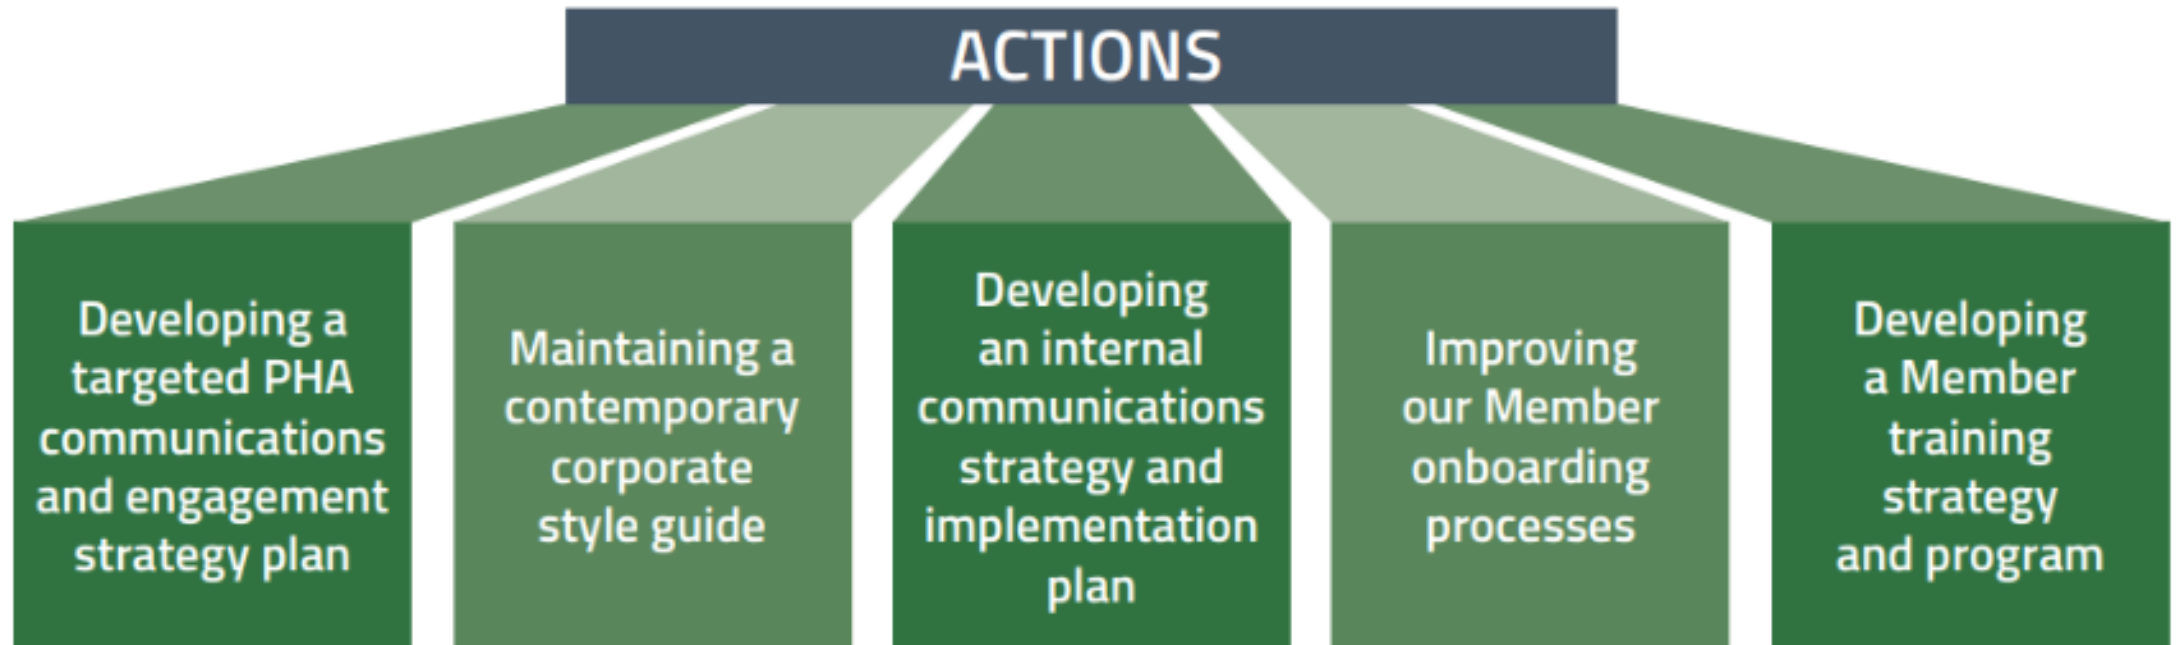 ACTIONS
Developing a
targeted PHA
communications
and engagement
strategy plan
Maintaining a
contemporary
corporate
style guide
Developing
an internal
communications
strategy and
implementation
plan
Improving
our Member
onboarding
processes
Developing
a Member
training
strategy
and program